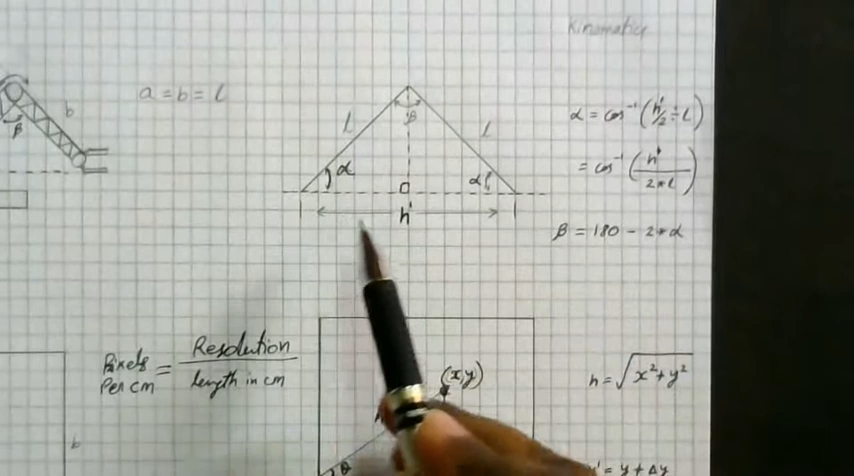 Kinematics
b
β
a = b = l
β
l
l
α
α
h'
α = cos⁻¹ (h'/2 ÷ l)
= cos⁻¹ (h' / 2*l)
β = 180 - 2*α
Pixels Per cm = Resolution / length in cm
(x,y)
h = √x²+y²
b
θ
y' = y + Δy